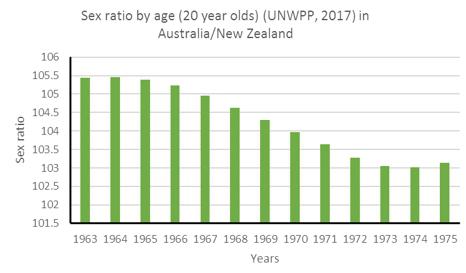 Sex ratio by age (20 year olds) (UNWPP, 2017) in
Australia/New Zealand
106
105.5
105
104.5
104
103.5
103
102.5
102
101.5
Sex ratio
1963 1964 1965 1966 1967 1968 1969 1970 1971 1972 1973 1974 1975
Years